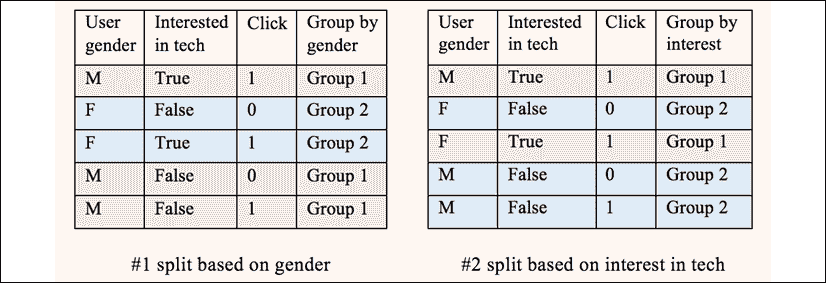 User gender Interested in tech Click Group by gender
M True 1 Group 1
F False 0 Group 2
F True 1 Group 2
M False 0 Group 1
M False 1 Group 1
#1 split based on gender
User gender Interested in tech Click Group by interest
M True 1 Group 1
F False 0 Group 2
F True 1 Group 1
M False 0 Group 2
M False 1 Group 2
#2 split based on interest in tech